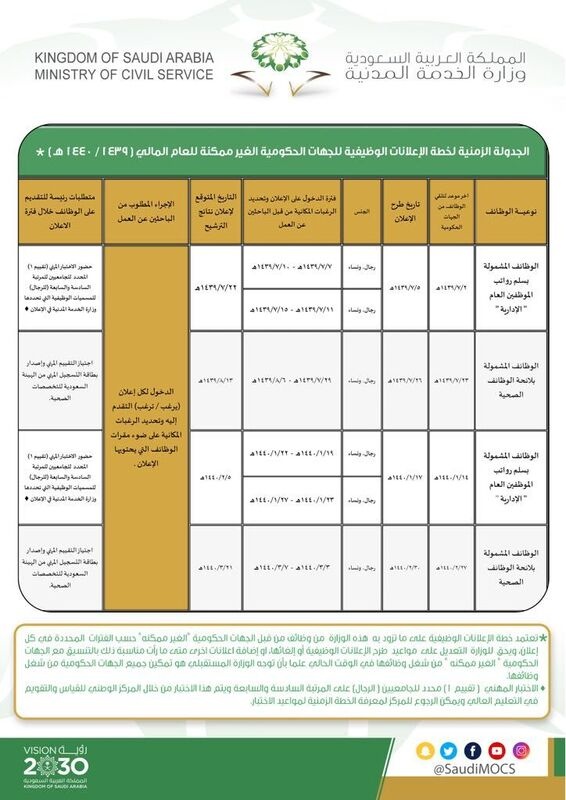 KINGDOM OF SAUDI ARABIA
MINISTRY OF CIVIL SERVICE
المملكة العربية السعودية
وزارة الخدمة المدنية
الجدولة الزمنية لخطة الإعلانات الوظيفية للجهات الحكومية الغير ممكنة للعام المالي ( ١٤٣٩ / ١٤٤٠ هـ ) *
نوعية الوظائف
اخر موعد لتلقي
الوظائف من
الجهات
الحكومية
تاريخ طرح
الإعلان
الجنس
فترة الدخول على الإعلان وتحديد
الرغبات المكانية من قبل الباحثين
عن العمل
التاريخ المتوقع
لإعلان نتائج
الترشيح
الإجراء المطلوب من
الباحثين عن العمل
متطلبات رئيسة للتقديم
على الوظائف خلال فترة
الاعلان
الوظائف المشمولة
بسلم رواتب
الموظفين العام
"الإدارية"
١٤٣٩/٧/٢هـ
١٤٣٩/٧/٥هـ
رجال، ونساء
١٤٣٩/٧/٧هـ - ١٤٣٩/٧/١٠هـ
رجال، ونساء
١٤٣٩/٧/١١هـ - ١٤٣٩/٧/١٥هـ
١٤٣٩/٧/٢٢هـ
الدخول لكل إعلان
(يرغب / ترغب) التقدم
إليه وتحديد الرغبات
المكانية على ضوء مقرات
الوظائف التي يحتويها
الإعلان .
حضور الاختبار المهني (تقييم ١)
المحدد للجامعيين للمرتبة
السادسة والسابعة (للرجال)
للمسميات الوظيفية التي تحددها
وزارة الخدمة المدنية في الإعلان ♦
الوظائف المشمولة
بلائحة الوظائف
الصحية
١٤٣٩/٧/٢٣هـ
١٤٣٩/٧/٢٦هـ
رجال، ونساء
١٤٣٩/٧/٢٩هـ - ١٤٣٩/٨/٦هـ
١٤٣٩/٨/١٣هـ
اجتياز التقييم المهني وإصدار
بطاقة التسجيل المهني من الهيئة
السعودية للتخصصات
الصحية.
الوظائف المشمولة
بسلم رواتب
الموظفين العام
"الإدارية"
١٤٤٠/١/١٤هـ
١٤٤٠/١/١٧هـ
رجال، ونساء
١٤٤٠/١/١٩هـ - ١٤٤٠/١/٢٢هـ
رجال، ونساء
١٤٤٠/١/٢٣هـ - ١٤٤٠/١/٢٧هـ
١٤٤٠/٢/٥هـ
حضور الاختبار المهني (تقييم ١)
المحدد للجامعيين للمرتبة
السادسة والسابعة (للرجال)
للمسميات الوظيفية التي تحددها
وزارة الخدمة المدنية في الإعلان ♦
الوظائف المشمولة
بلائحة الوظائف
الصحية
١٤٤٠/٢/٢٧هـ
١٤٤٠/٢/٣٠هـ
رجال، ونساء
١٤٤٠/٣/٣هـ - ١٤٤٠/٣/٧هـ
١٤٤٠/٣/٢١هـ
اجتياز التقييم المهني وإصدار
بطاقة التسجيل المهني من الهيئة
السعودية للتخصصات
الصحية.
*تعتمد خطة الإعلانات الوظيفية على ما تزود به هذه الوزارة من وظائف من قبل الجهات الحكومية "الغير ممكنه" حسب الفترات المحددة في كل
إعلان، ويحق للوزارة التعديل على مواعيد طرح الإعلانات الوظيفية أو إلغائها، او إضافة اعلانات اخرى متى ما رأت مناسبة ذلك بالتنسيق مع الجهات
الحكومية " الغير ممكنه " من شغل وظائفها في الوقت الحالي علما بأن توجه الوزارة المستقبلي هو تمكين جميع الجهات الحكومية من شغل
وظائفها.
♦ الاختبار المهني ( تقييم ١ ) محدد للجامعيين (الرجال) على المرتبة السادسة والسابعة ويتم هذا الاختبار من خلال المركز الوطني للقياس والتقويم
في التعليم العالي ويمكن الرجوع للمركز لمعرفة الخطة الزمنية لمواعيد الاختبار.
VISION رؤيــة
2030
المملكة العربية السعودية
KINGDOM OF SAUDI ARABIA
@SaudiMOCS